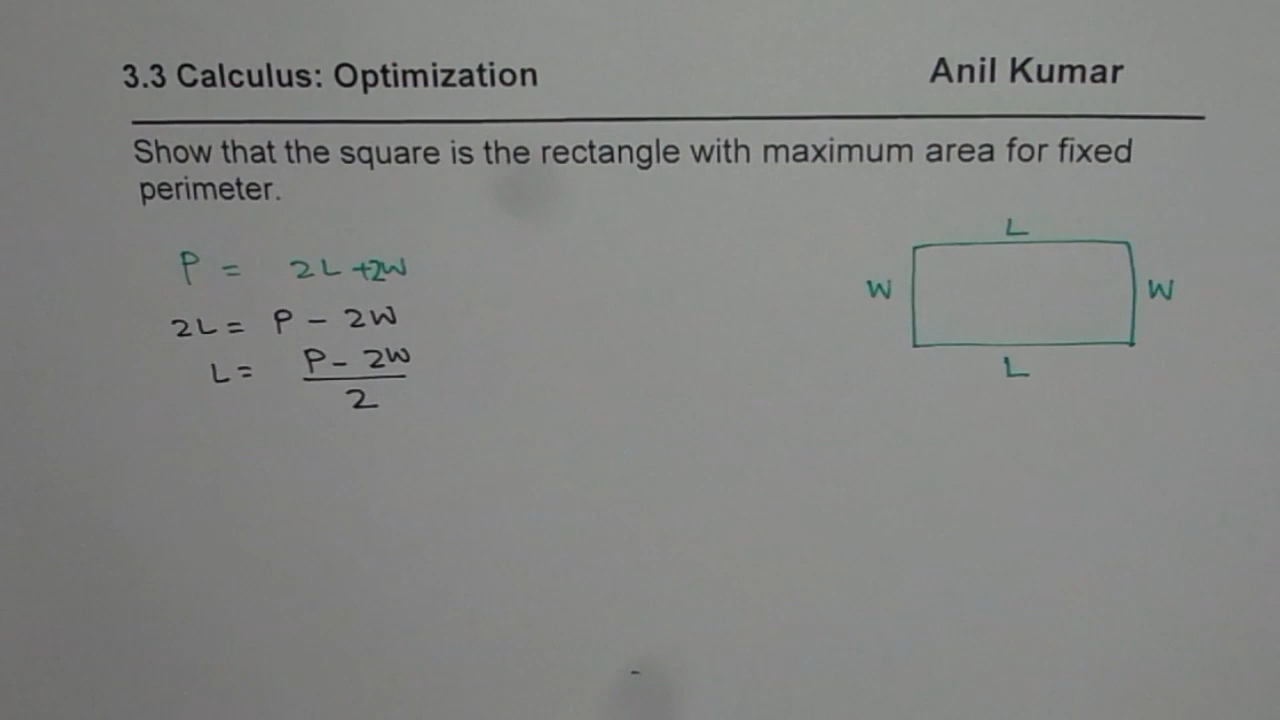 3.3 Calculus: Optimization
Anil Kumar
Show that the square is the rectangle with maximum area for fixed
perimeter.
P = 2L +2W
2L = P - 2W
L = P - 2W
2
L
W
W
L